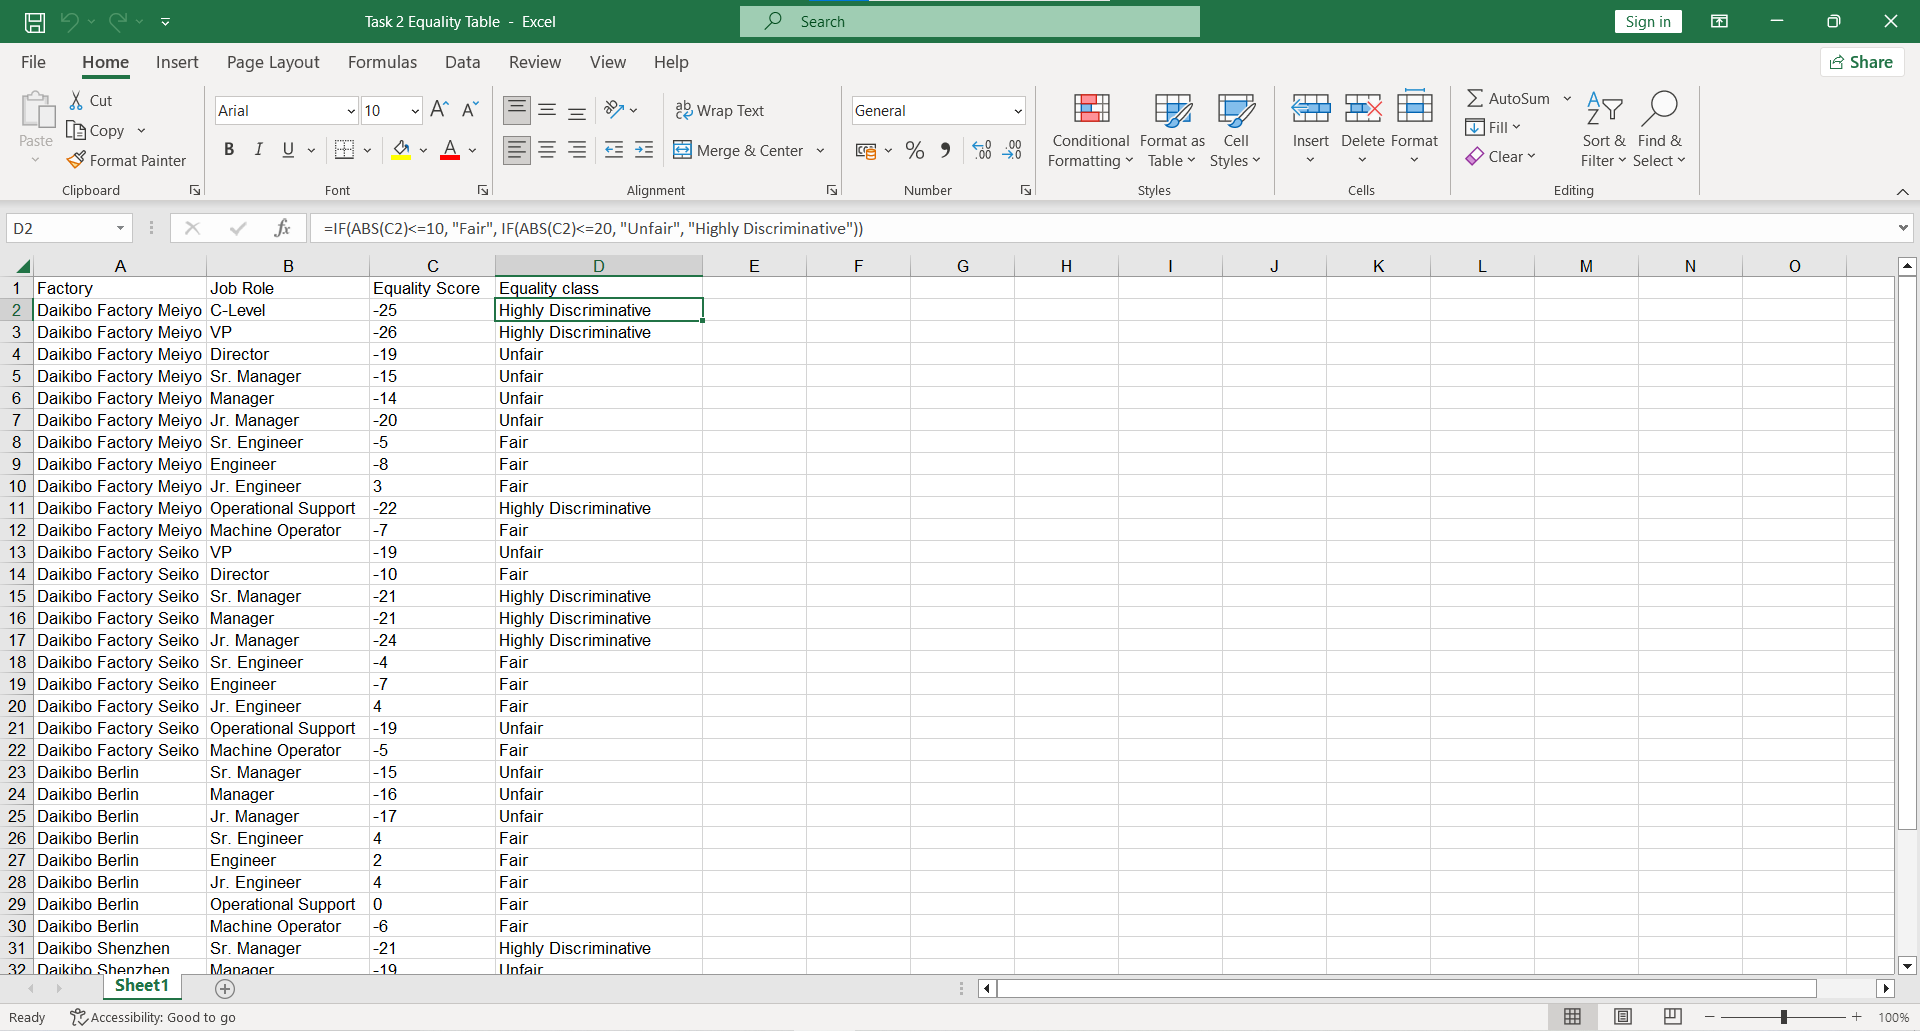 Task 2 Equality Table - Excel
Search
Sign in
File Home Insert Page Layout Formulas Data Review View Help
Share
Paste
Cut
Copy
Format Painter
Clipboard
Arial 10
B I U
Font
Wrap Text
Merge & Center
Alignment
General
Number
Conditional Formatting
Format as Table
Cell Styles
Styles
Insert Delete Format
Cells
AutoSum
Fill
Clear
Sort & Filter
Find & Select
Editing
D2 fx =IF(ABS(C2)<=10, "Fair", IF(ABS(C2)<=20, "Unfair", "Highly Discriminative"))
A B C D E F G H I J K L M N O
1 Factory Job Role Equality Score Equality class
2 Daikibo Factory Meiyo C-Level -25 Highly Discriminative
3 Daikibo Factory Meiyo VP -26 Highly Discriminative
4 Daikibo Factory Meiyo Director -19 Unfair
5 Daikibo Factory Meiyo Sr. Manager -15 Unfair
6 Daikibo Factory Meiyo Manager -14 Unfair
7 Daikibo Factory Meiyo Jr. Manager -20 Unfair
8 Daikibo Factory Meiyo Sr. Engineer -5 Fair
9 Daikibo Factory Meiyo Engineer -8 Fair
10 Daikibo Factory Meiyo Jr. Engineer 3 Fair
11 Daikibo Factory Meiyo Operational Support -22 Highly Discriminative
12 Daikibo Factory Meiyo Machine Operator -7 Fair
13 Daikibo Factory Seiko VP -19 Unfair
14 Daikibo Factory Seiko Director -10 Fair
15 Daikibo Factory Seiko Sr. Manager -21 Highly Discriminative
16 Daikibo Factory Seiko Manager -21 Highly Discriminative
17 Daikibo Factory Seiko Jr. Manager -24 Highly Discriminative
18 Daikibo Factory Seiko Sr. Engineer -4 Fair
19 Daikibo Factory Seiko Engineer -7 Fair
20 Daikibo Factory Seiko Jr. Engineer 4 Fair
21 Daikibo Factory Seiko Operational Support -19 Unfair
22 Daikibo Factory Seiko Machine Operator -5 Fair
23 Daikibo Berlin Sr. Manager -15 Unfair
24 Daikibo Berlin Manager -16 Unfair
25 Daikibo Berlin Jr. Manager -17 Unfair
26 Daikibo Berlin Sr. Engineer 4 Fair
27 Daikibo Berlin Engineer 2 Fair
28 Daikibo Berlin Jr. Engineer 4 Fair
29 Daikibo Berlin Operational Support 0 Fair
30 Daikibo Berlin Machine Operator -6 Fair
31 Daikibo Shenzhen Sr. Manager -21 Highly Discriminative
32 Daikibo Shenzhen Manager -19 Unfair
Sheet1
Ready Accessibility: Good to go 100%